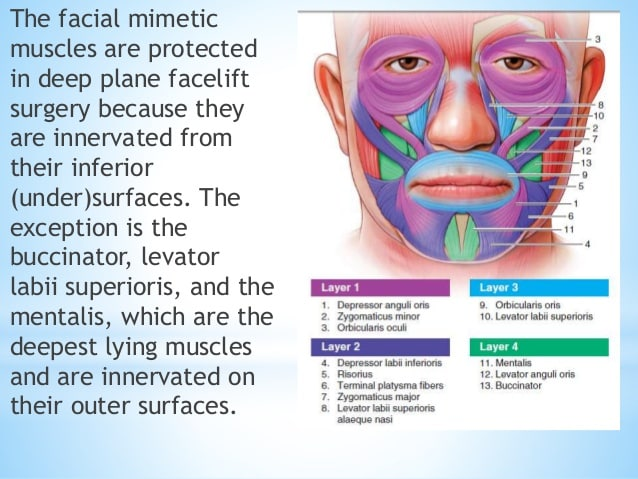 The facial mimetic
muscles are protected
in deep plane facelift
surgery because they
are innervated from
their inferior
(under)surfaces. The
exception is the
buccinator, levator
labii superioris, and the
mentalis, which are the
deepest lying muscles
and are innervated on
their outer surfaces.
3
8
10
2
7
12
13
9
5
1
6
11
4
Layer 1
1. Depressor anguli oris
2. Zygomaticus minor
3. Orbicularis oculi
Layer 2
4. Depressor labii inferioris
5. Risorius
6. Terminal platysma fibers
7. Zygomaticus major
8. Levator labii superioris
alaeque nasi
Layer 3
9. Orbicularis oris
10. Levator labii superioris
Layer 4
11. Mentalis
12. Levator anguli oris
13. Buccinator